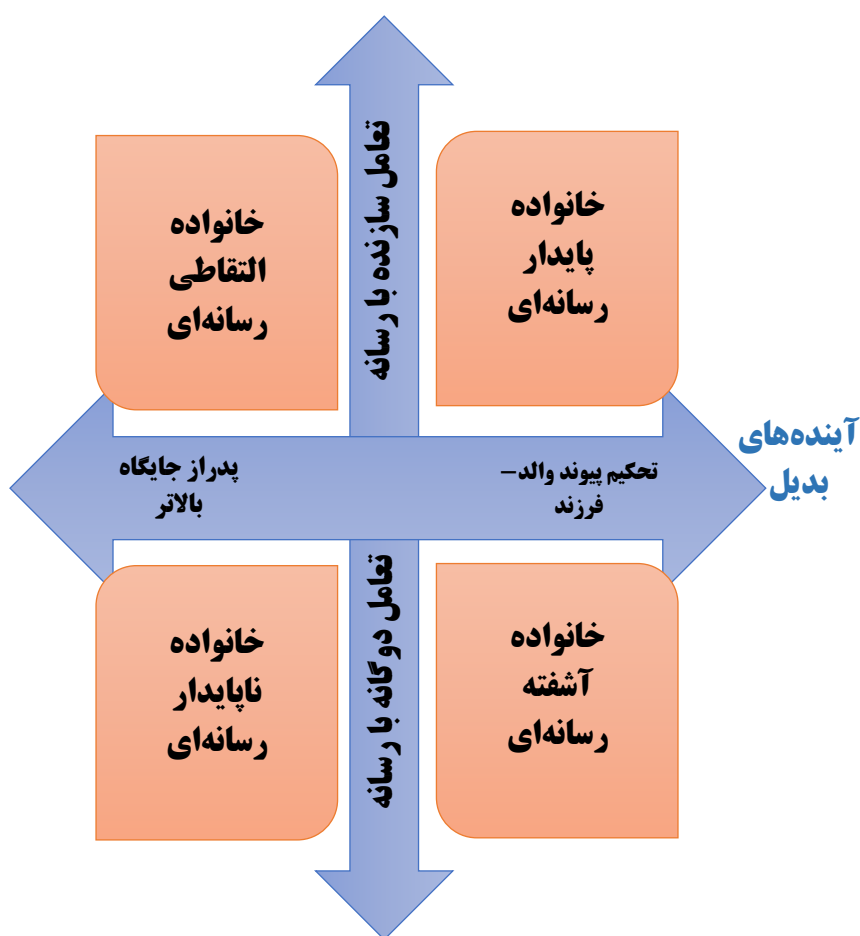 تعامل سازنده با رسانه
خانواده
پایدار
رسانه‌ای
خانواده
التقاطی
رسانه‌ای
آینده‌های
بدیل
تحکیم پیوند والد–
فرزند
پدراز جایگاه
بالاتر
تعامل دوگانه با رسانه
خانواده
آشفته
رسانه‌ای
خانواده
ناپایدار
رسانه‌ای